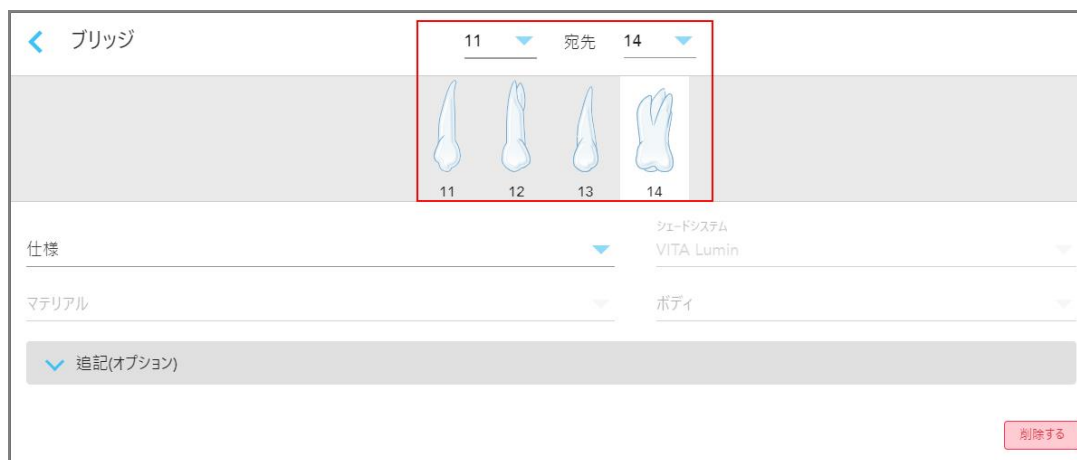 ブリッジ 11 宛先 14
11 12 13 14
シェードシステム
仕様 VITA Lumin
マテリアル ボディ
追記(オプション)
削除する